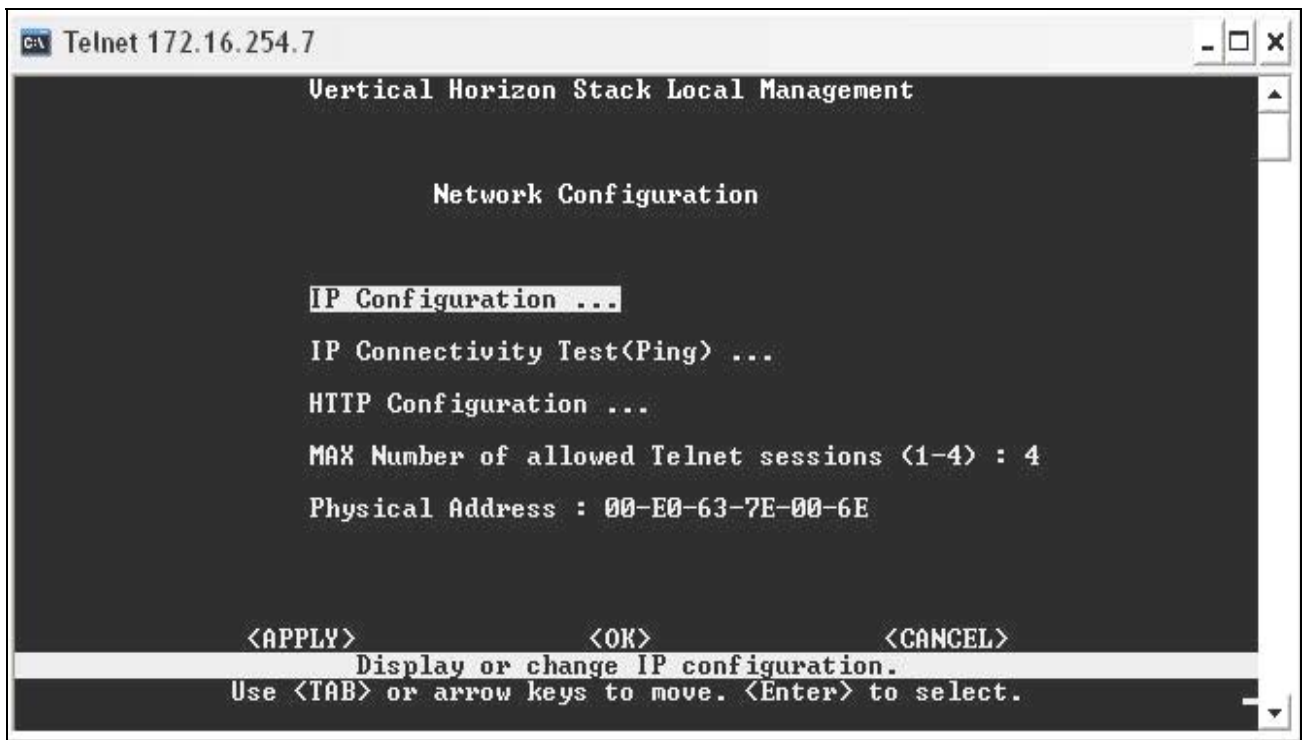 Telnet 172.16.254.7
Vertical Horizon Stack Local Management
Network Configuration
IP Configuration ...
IP Connectivity Test(Ping) ...
HTTP Configuration ...
MAX Number of allowed Telnet sessions (1-4) : 4
Physical Address : 00-E0-63-7E-00-6E
<APPLY> <OK> <CANCEL>
Display or change IP configuration.
Use <TAB> or arrow keys to move. <Enter> to select.